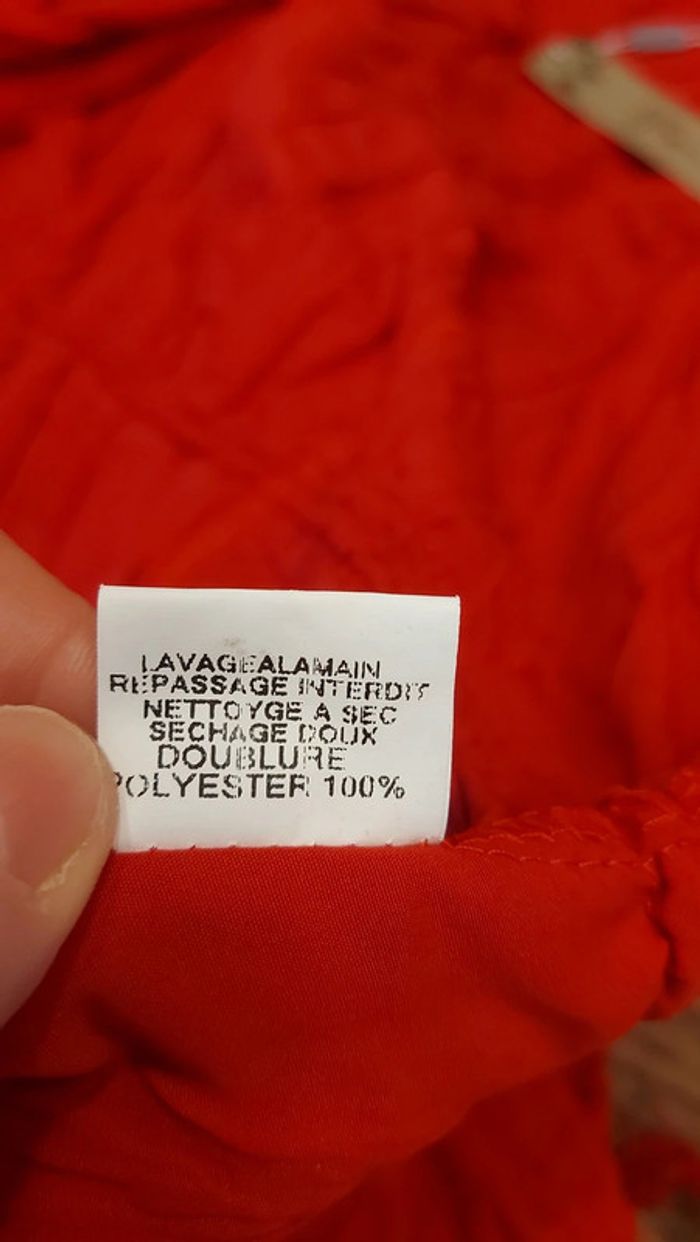 LAVAGEALAMAIN
REPASSAGE INTERDIT
NETTOYGE A SEC
SECHAGE DOUX
DOUBLURE
POLYESTER 100%